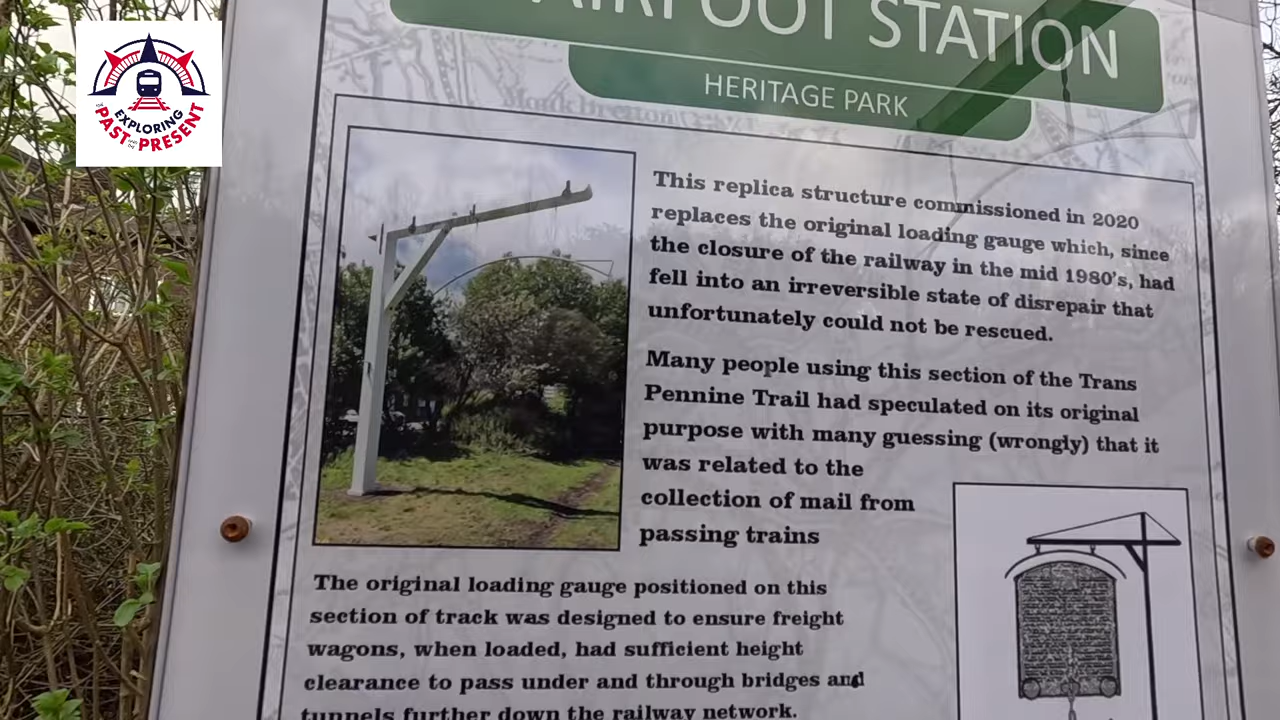 EXPLORING
THE PAST AND THE PRESENT
STATION
HERITAGE PARK
Monk Bretton
This replica structure commissioned in 2020
replaces the original loading gauge which, since
the closure of the railway in the mid 1980's, had
fell into an irreversible state of disrepair that
unfortunately could not be rescued.
Many people using this section of the Trans
Pennine Trail had speculated on its original
purpose with many guessing (wrongly) that it
was related to the
collection of mail from
passing trains
The original loading gauge positioned on this
section of track was designed to ensure freight
wagons, when loaded, had sufficient height
clearance to pass under and through bridges and
tunnels further down the railway network.